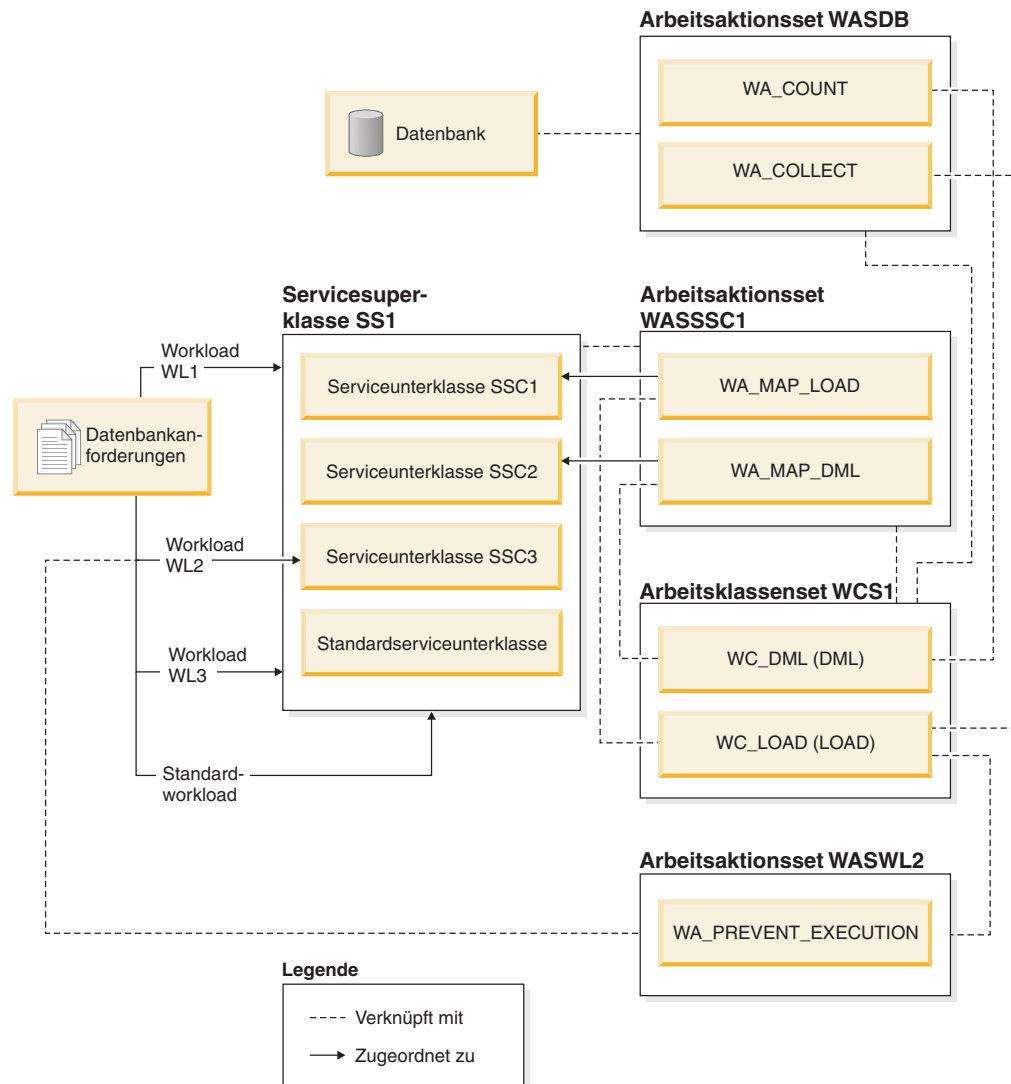 Arbeitsaktionsset WASDB
WA_COUNT
Datenbank
WA_COLLECT
Servicesuper-
klasse SS1
Arbeitsaktionsset
WASSSC1
Workload
WL1
Serviceunterklasse SSC1
WA_MAP_LOAD
Datenbankan-
forderungen
Serviceunterklasse SSC2
WA_MAP_DML
Workload
WL2
Serviceunterklasse SSC3
Arbeitsklassenset WCS1
Standardserviceunterklasse
WC_DML (DML)
Workload
WL3
WC_LOAD (LOAD)
Standard-
workload
Arbeitsaktionsset WASWL2
WA_PREVENT_EXECUTION
Legende
Verknüpft mit
Zugeordnet zu